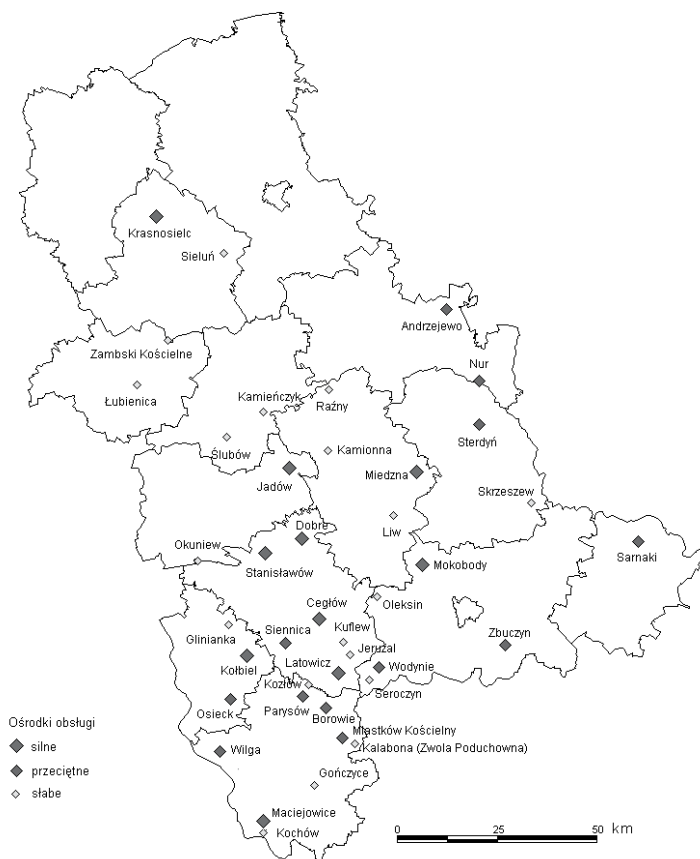 Krasnosielc
Sieluń
Andrzejewo
Zambski Kościelne
Nur
Łubienica
Kamieńczyk
Raźny
Sterdyń
Ślubów
Kamionna
Jadów
Miedzna
Skrzeszew
Dobre
Liw
Okuniew
Stanisławów
Mokobody
Sarnaki
Oleksin
Cegłów
Kuflew
Siennica
Glinianka
Jeruzal
Zbuczyn
Latowicz
Wodynie
Kołbiel
Kozłów
Seroczyn
Osieck
Parysów
Borowie
Ośrodki obsługi
Miastków Kościelny
silne
Wilga
Kalabona (Zwola Poduchowna)
przeciętne
Gończyce
słabe
Maciejowice
Kochów
0 25 50 km